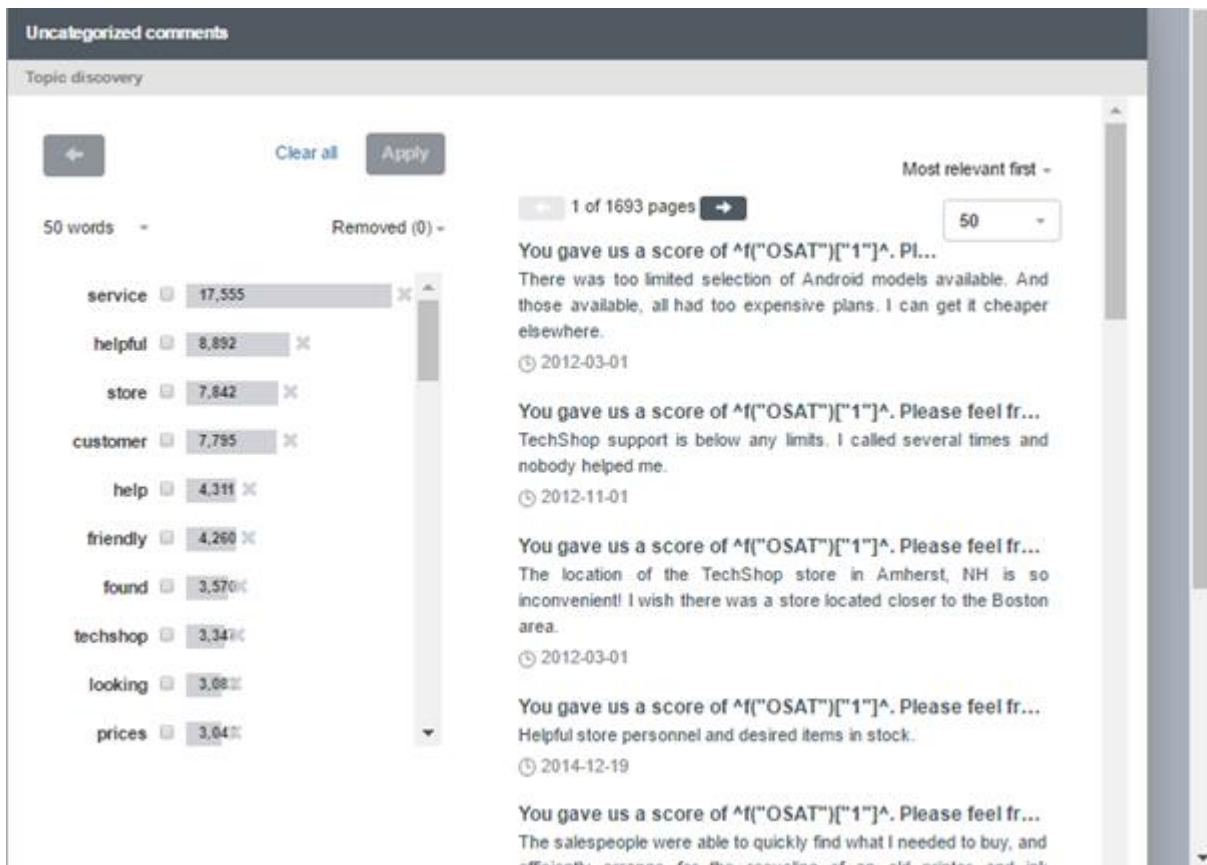 Uncategorized comments
Topic discovery
Clear all
Apply
50 words
Removed (0)
service 17,555
helpful 8,892
store 7,842
customer 7,795
help 4,311
friendly 4,260
found 3,570
techshop 3,34
looking 3,08
prices 3,04
Most relevant first
1 of 1693 pages
50
You gave us a score of ^f("OSAT")["1"]^. Pl...
There was too limited selection of Android models available. And
those available, all had too expensive plans. I can get it cheaper
elsewhere.
2012-03-01
You gave us a score of ^f("OSAT")["1"]^. Please feel fr...
TechShop support is below any limits. I called several times and
nobody helped me.
2012-11-01
You gave us a score of ^f("OSAT")["1"]^. Please feel fr...
The location of the TechShop store in Amherst, NH is so
inconvenient! I wish there was a store located closer to the Boston
area.
2012-03-01
You gave us a score of ^f("OSAT")["1"]^. Please feel fr...
Helpful store personnel and desired items in stock.
2014-12-19
You gave us a score of ^f("OSAT")["1"]^. Please feel fr...
The salespeople were able to quickly find what I needed to buy, and